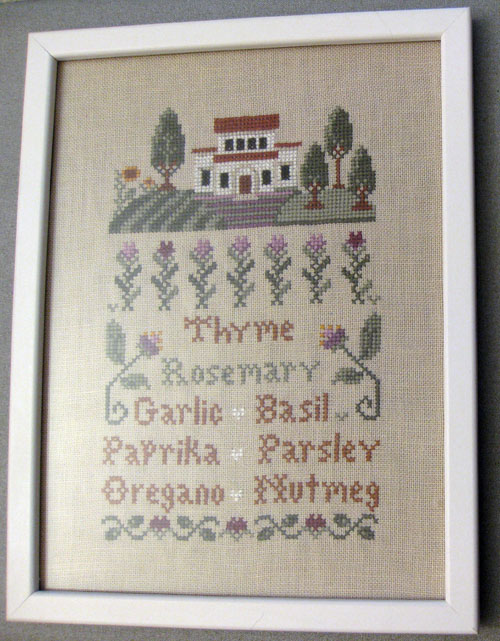 Thyme
Rosemary
Garlic Basil
Paprika Parsley
Oregano Nutmeg